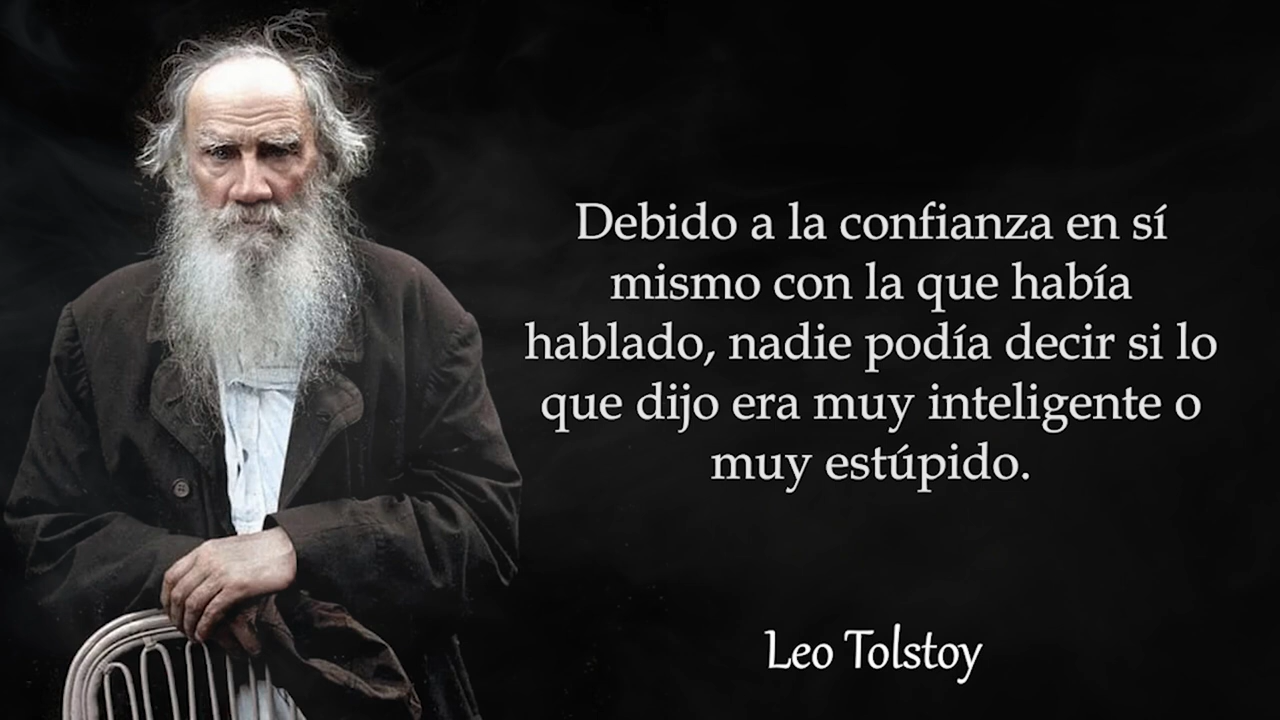 Debido a la confianza en sí
mismo con la que había
hablado, nadie podía decir si lo
que dijo era muy inteligente o
muy estúpido.
Leo Tolstoy